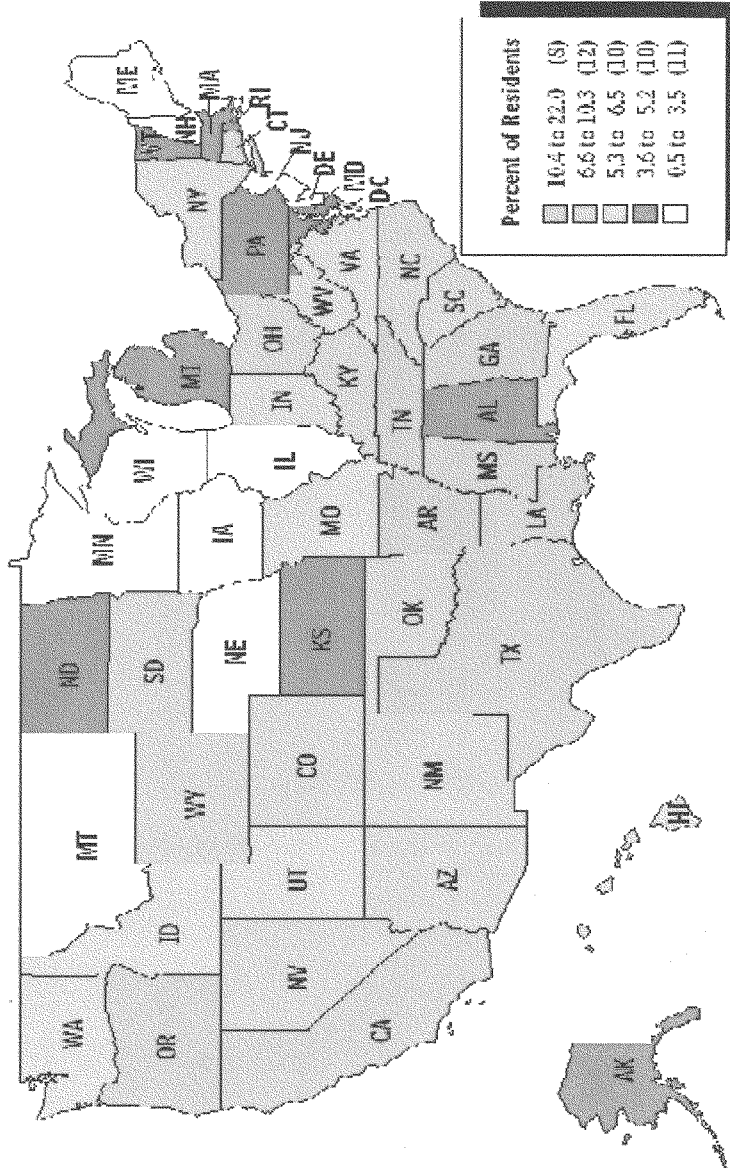 WA
MT
ND
MN
WI
MI
ME
VT
NH
MA
RI
CT
NY
NJ
DE
MD
DC
OR
ID
WY
SD
IA
IL
IN
OH
PA
NV
UT
CO
NE
KS
MO
KY
WV
VA
CA
AZ
NM
OK
AR
TN
NC
SC
TX
LA
MS
AL
GA
FL
AK
HI
Percent of Residents
10.4 to 22.0 (8)
6.6 to 10.3 (12)
5.3 to 6.5 (10)
3.6 to 5.2 (10)
0.5 to 3.5 (11)